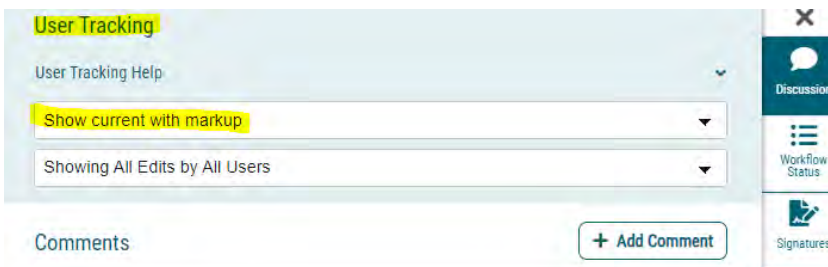 User Tracking
User Tracking Help
Show current with markup
Showing All Edits by All Users
Comments
+ Add Comment
Discussion
Workflow
Status
Signatures